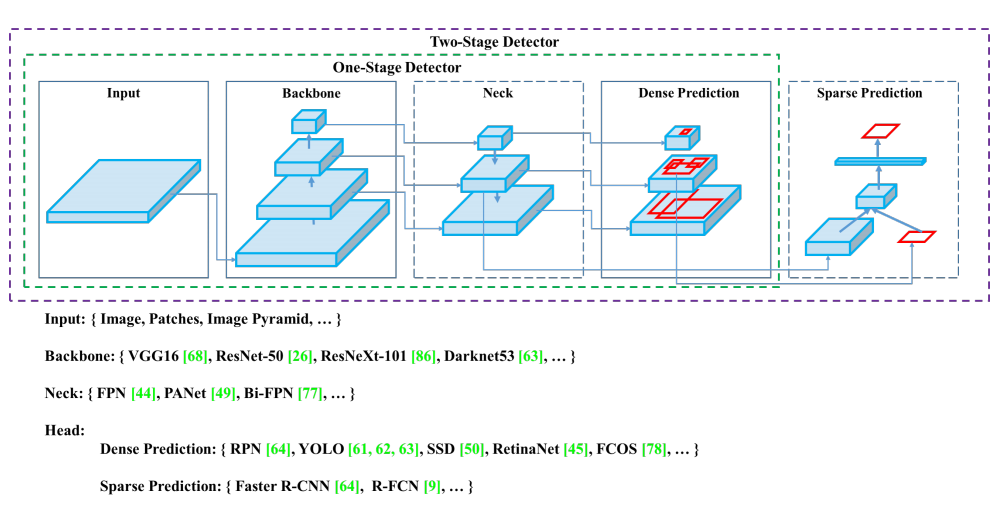 Two-Stage Detector
One-Stage Detector
Input
Backbone
Neck
Dense Prediction
Sparse Prediction
Input: { Image, Patches, Image Pyramid, … }
Backbone: { VGG16 [68], ResNet-50 [26], ResNeXt-101 [86], Darknet53 [63], … }
Neck: { FPN [44], PANet [49], Bi-FPN [77], … }
Head:
Dense Prediction: { RPN [64], YOLO [61, 62, 63], SSD [50], RetinaNet [45], FCOS [78], … }
Sparse Prediction: { Faster R-CNN [64], R-FCN [9], … }